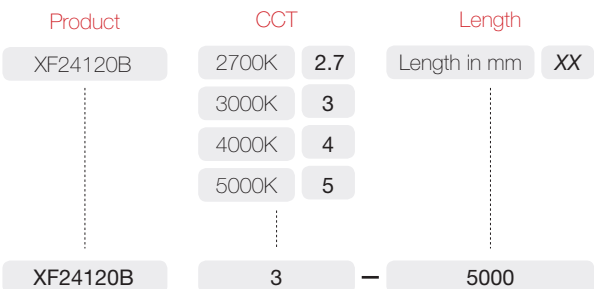 Product CCT Length
XF24120B 2700K 2.7 Length in mm XX
3000K 3
4000K 4
5000K 5
XF24120B 3 – 5000